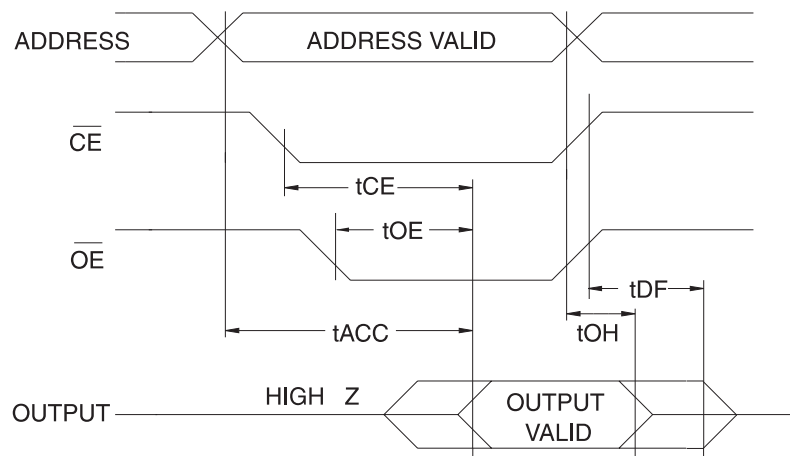 ADDRESS
ADDRESS VALID
CE
tCE
OE
tOE
tDF
tACC
tOH
HIGH Z
OUTPUT
OUTPUT
VALID